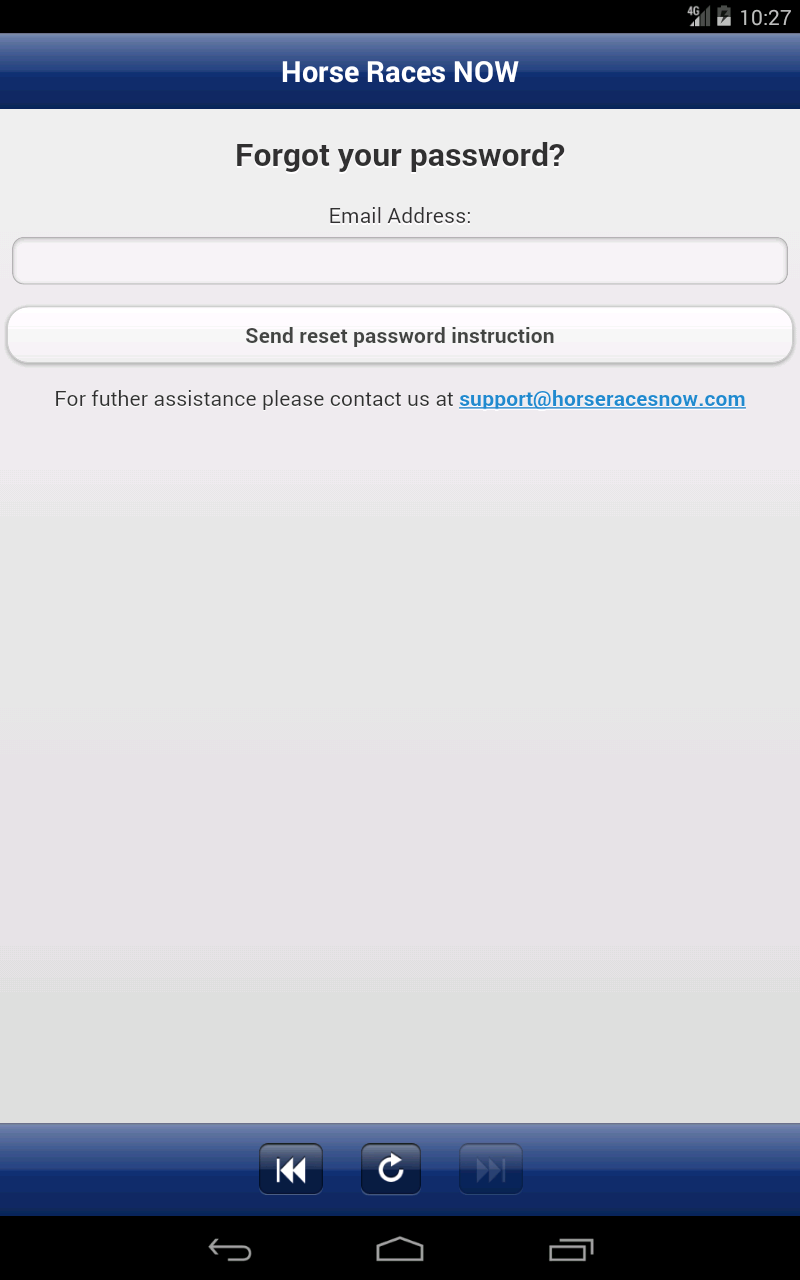 4G 10:27
Horse Races NOW
Forgot your password?
Email Address:
Send reset password instruction
For futher assistance please contact us at support@horseracesnow.com